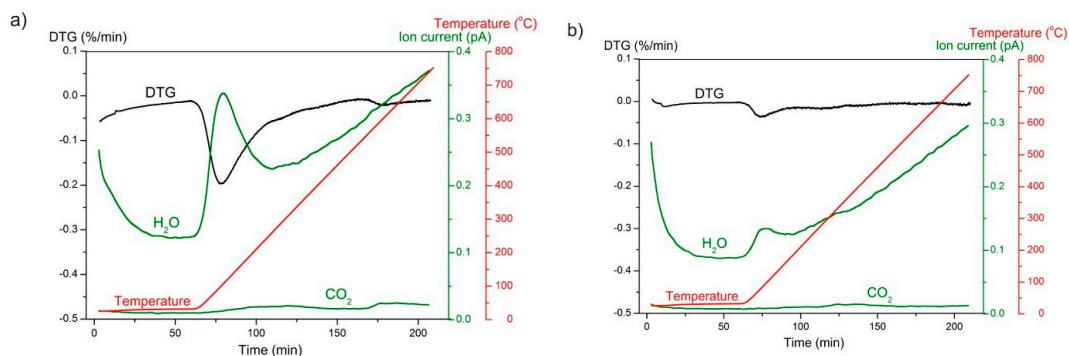 a)
Temperature (°C)
DTG (%/min)
Ion current (pA)
0.1
0.0
-0.1
-0.2
-0.3
-0.4
-0.5
DTG
H₂O
Temperature
CO₂
0.4
0.3
0.2
0.1
0.0
800
700
600
500
400
300
200
100
0
0 50 100 150 200
Time (min)
b)
Temperature (°C)
Ion current (pA)
DTG (%/min)
0.1
0.0
-0.1
-0.2
-0.3
-0.4
-0.5
DTG
H₂O
Temperature
CO₂
0.4
0.3
0.2
0.1
0.0
800
700
600
500
400
300
200
100
0
0 50 100 150 200
Time (min)